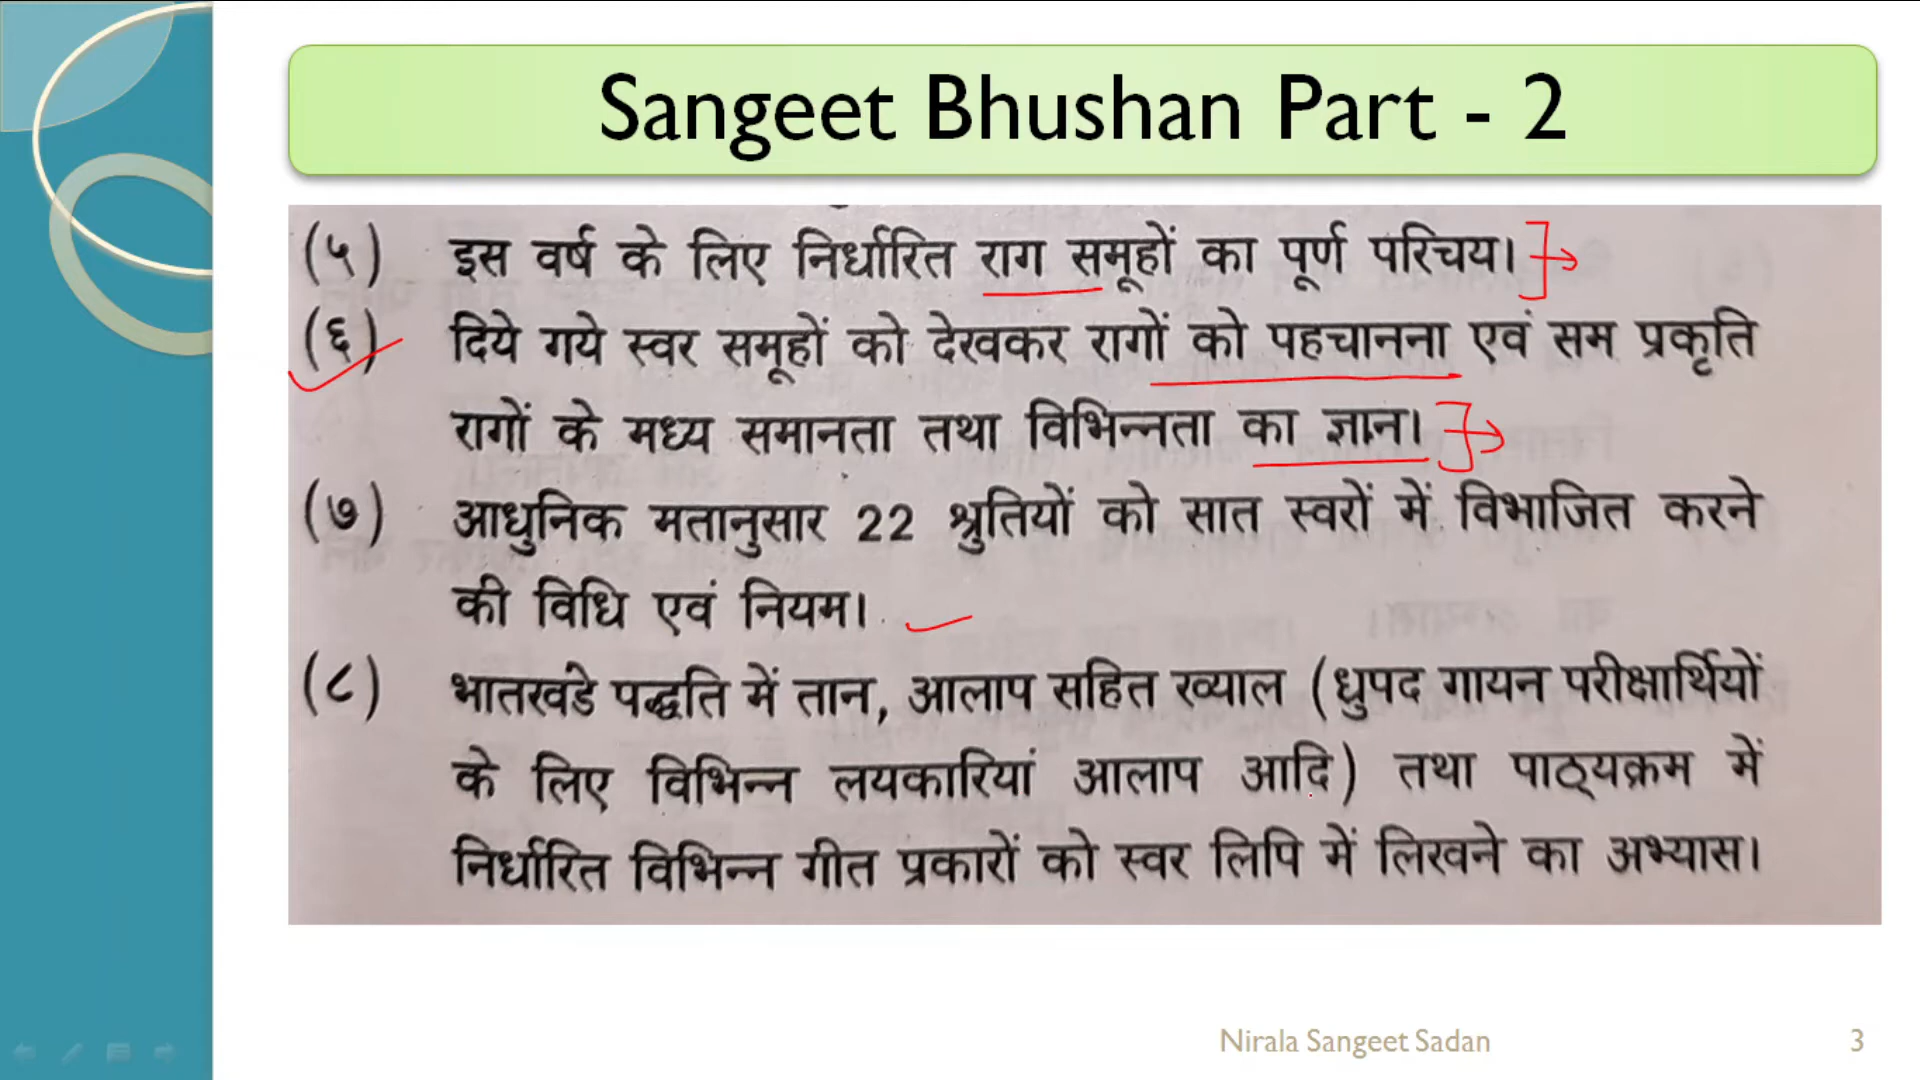 Sangeet Bhushan Part - 2
(५) इस वर्ष के लिए निर्धारित राग समूहों का पूर्ण परिचय।
(६) दिये गये स्वर समूहों को देखकर रागों को पहचानना एवं सम प्रकृति
रागों के मध्य समानता तथा विभिन्नता का ज्ञान।
(७) आधुनिक मतानुसार 22 श्रुतियों को सात स्वरों में विभाजित करने
की विधि एवं नियम।
(८) भातखडे पद्धति में तान, आलाप सहित ख्याल (धुपद गायन परीक्षार्थियों
के लिए विभिन्न लयकारियां आलाप आदि) तथा पाठ्यक्रम में
निर्धारित विभिन्न गीत प्रकारों को स्वर लिपि में लिखने का अभ्यास।
Nirala Sangeet Sadan 3